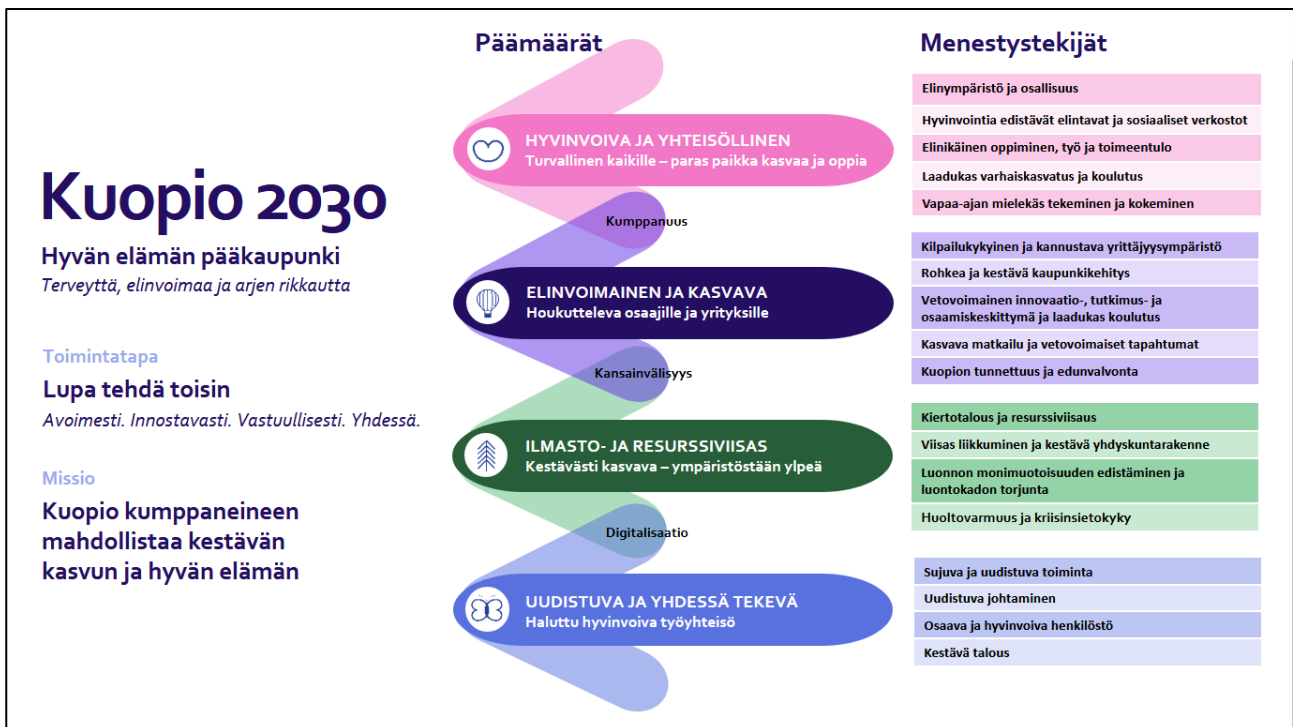 Kuopio 2030
Hyvän elämän pääkaupunki
Terveyttä, elinvoimaa ja arjen rikkautta
Toimintatapa
Lupa tehdä toisin
Avoimesti. Innostavasti. Vastuullisesti. Yhdessä.
Missio
Kuopio kumppaneineen
mahdollistaa kestävän
kasvun ja hyvän elämän
Päämäärät
HYVINVOIVA JA YHTEISÖLLINEN
Turvallinen kaikille – paras paikka kasvaa ja oppia
Kumppanuus
ELINVOIMAINEN JA KASVAVA
Houkutteleva osaajille ja yrityksille
Kansainvälisyys
ILMASTO- JA RESURSSIVIISAS
Kestävästi kasvava – ympäristöstään ylpeä
Digitalisaatio
UUDISTUVA JA YHDESSÄ TEKEVÄ
Haluttu hyvinvoiva työyhteisö
Menestystekijät
Elinympäristö ja osallisuus
Hyvinvointia edistävät elintavat ja sosiaaliset verkostot
Elinikäinen oppiminen, työ ja toimeentulo
Laadukas varhaiskasvatus ja koulutus
Vapaa-ajan mielekäs tekeminen ja kokeminen
Kilpailukykyinen ja kannustava yrittäjyysympäristö
Rohkea ja kestävä kaupunkikehitys
Vetovoimainen innovaatio-, tutkimus- ja
osaamiskeskittymä ja laadukas koulutus
Kasvava matkailu ja vetovoimaiset tapahtumat
Kuopion tunnettuus ja edunvalvonta
Kiertotalous ja resurssiviisaus
Viisas liikkuminen ja kestävä yhdyskuntarakenne
Luonnon monimuotoisuuden edistäminen ja
luontokadon torjunta
Huoltovarmuus ja kriisinsietokyky
Sujuva ja uudistuva toiminta
Uudistuva johtaminen
Osaava ja hyvinvoiva henkilöstö
Kestävä talous